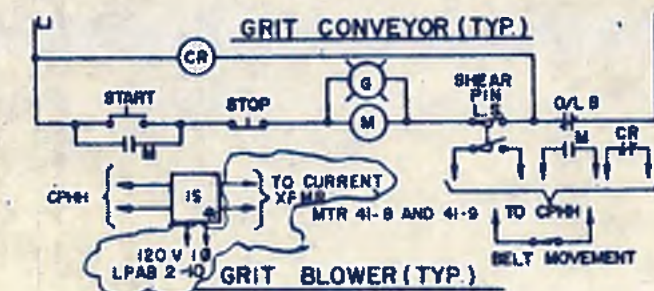 GRIT CONVEYOR (TYP.)
CR
G
SHEAR
PIN
O/L 8
START
STOP
M
M
M
CR
CPHH
IS
TO CURRENT
XFMR
MTR 41-8 AND 41-9
TO CPHH
120 V 1Ø
LPAB 2-10
BELT MOVEMENT
GRIT BLOWER (TYP.)